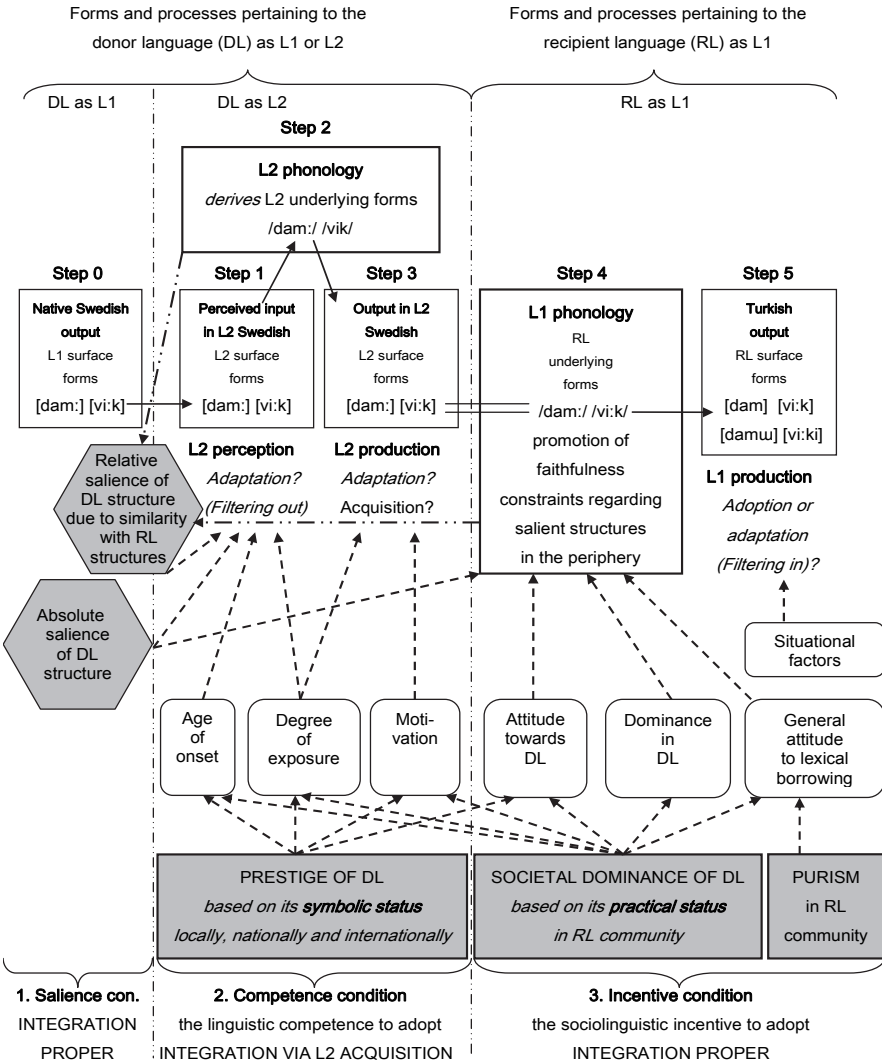 Forms and processes pertaining to the
donor language (DL) as L1 or L2
Forms and processes pertaining to the
recipient language (RL) as L1
DL as L1
DL as L2
RL as L1
Step 2
L2 phonology
derives L2 underlying forms
/dam:/ /vik/
Step 0
Native Swedish
output
L1 surface
forms
[dam:] [vi:k]
Step 1
Perceived input
in L2 Swedish
L2 surface
forms
[dam:] [vi:k]
Step 3
Output in L2
Swedish
L2 surface
forms
[dam:] [vi:k]
Step 4
L1 phonology
RL
underlying
forms
/dam:/ /vi:k/
promotion of
faithfulness
constraints regarding
salient structures
in the periphery
Step 5
Turkish
output
RL surface
forms
[dam] [vi:k]
[damɯ] [vi:ki]
Relative
salience of
DL structure
due to similarity
with RL
structures
L2 perception
Adaptation?
(Filtering out)
L2 production
Adaptation?
Acquisition?
L1 production
Adoption or
adaptation
(Filtering in)?
Absolute
salience
of DL
structure
Situational
factors
Age
of
onset
Degree
of
exposure
Moti-
vation
Attitude
towards
DL
Dominance
in
DL
General
attitude
to lexical
borrowing
PRESTIGE OF DL
based on its symbolic status
locally, nationally and internationally
SOCIETAL DOMINANCE OF DL
based on its practical status
in RL community
PURISM
in RL
community
1. Salience con.
INTEGRATION
PROPER
2. Competence condition
the linguistic competence to adopt
INTEGRATION VIA L2 ACQUISITION
3. Incentive condition
the sociolinguistic incentive to adopt
INTEGRATION PROPER